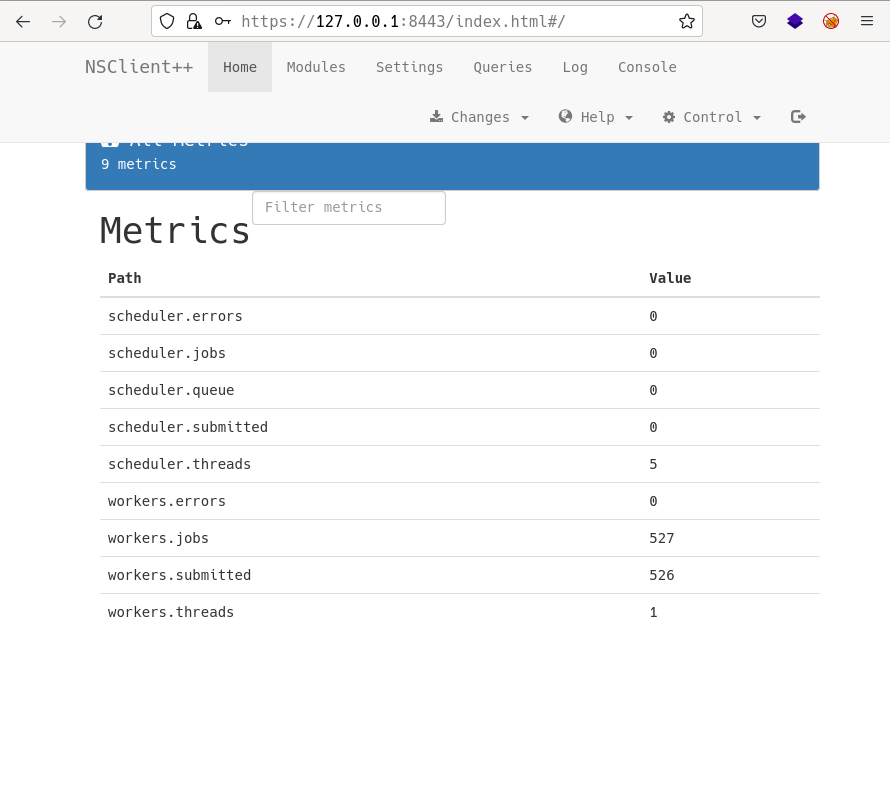 https://127.0.0.1:8443/index.html#/
NSClient++ Home Modules Settings Queries Log Console
Changes Help Control
All Metrics
9 metrics
Filter metrics
Metrics
Path Value
scheduler.errors 0
scheduler.jobs 0
scheduler.queue 0
scheduler.submitted 0
scheduler.threads 5
workers.errors 0
workers.jobs 527
workers.submitted 526
workers.threads 1